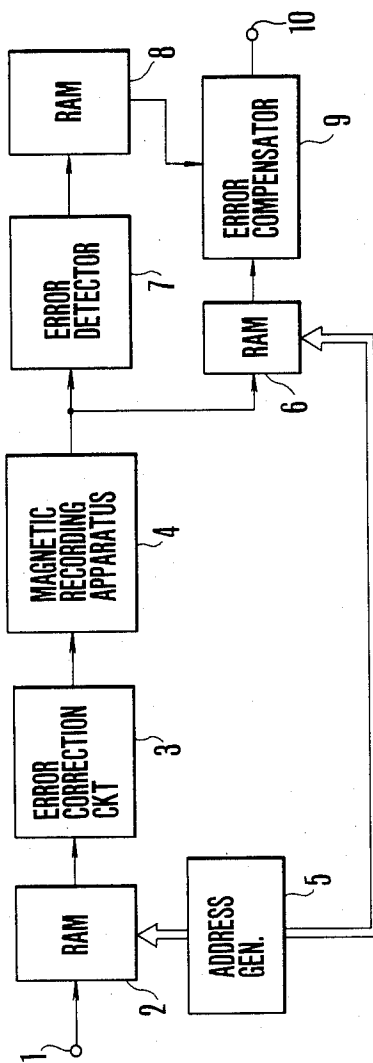 1
RAM
2
ERROR
CORRECTION
CKT
3
MAGNETIC
RECORDING
APPARATUS
4
ERROR
DETECTOR
7
RAM
8
ADDRESS
GEN.
5
RAM
6
ERROR
COMPENSATOR
9
10